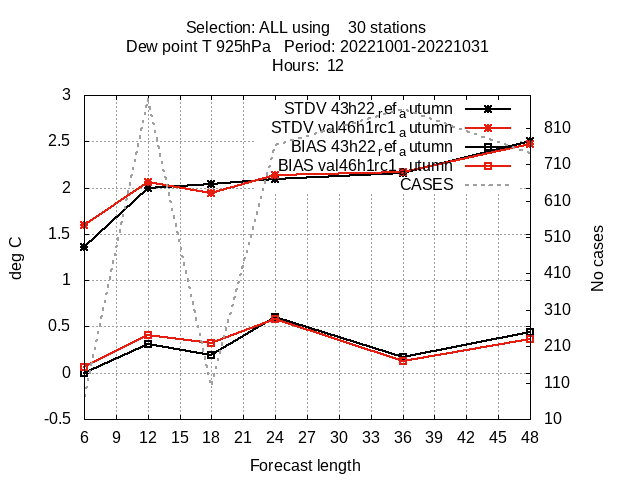 Selection: ALL using 30 stations
Dew point T 925hPa Period: 20221001-20221031
Hours: 12
STDV 43h22_ref_autumn
STDV val46h1rc1_autumn
BIAS 43h22_ref_autumn
BIAS val46h1rc1_autumn
CASES
3
2.5
2
1.5
1
0.5
0
-0.5
deg C
810
710
610
510
410
310
210
110
10
No cases
6 9 12 15 18 21 24 27 30 33 36 39 42 45 48
Forecast length